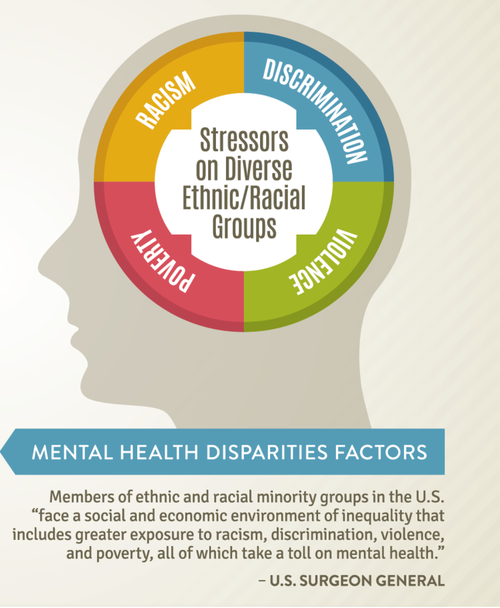 RACISM
DISCRIMINATION
Stressors
on Diverse
Ethnic/Racial
Groups
POVERTY
VIOLENCE
MENTAL HEALTH DISPARITIES FACTORS
Members of ethnic and racial minority groups in the U.S.
“face a social and economic environment of inequality that
includes greater exposure to racism, discrimination, violence,
and poverty, all of which take a toll on mental health.”
– U.S. SURGEON GENERAL